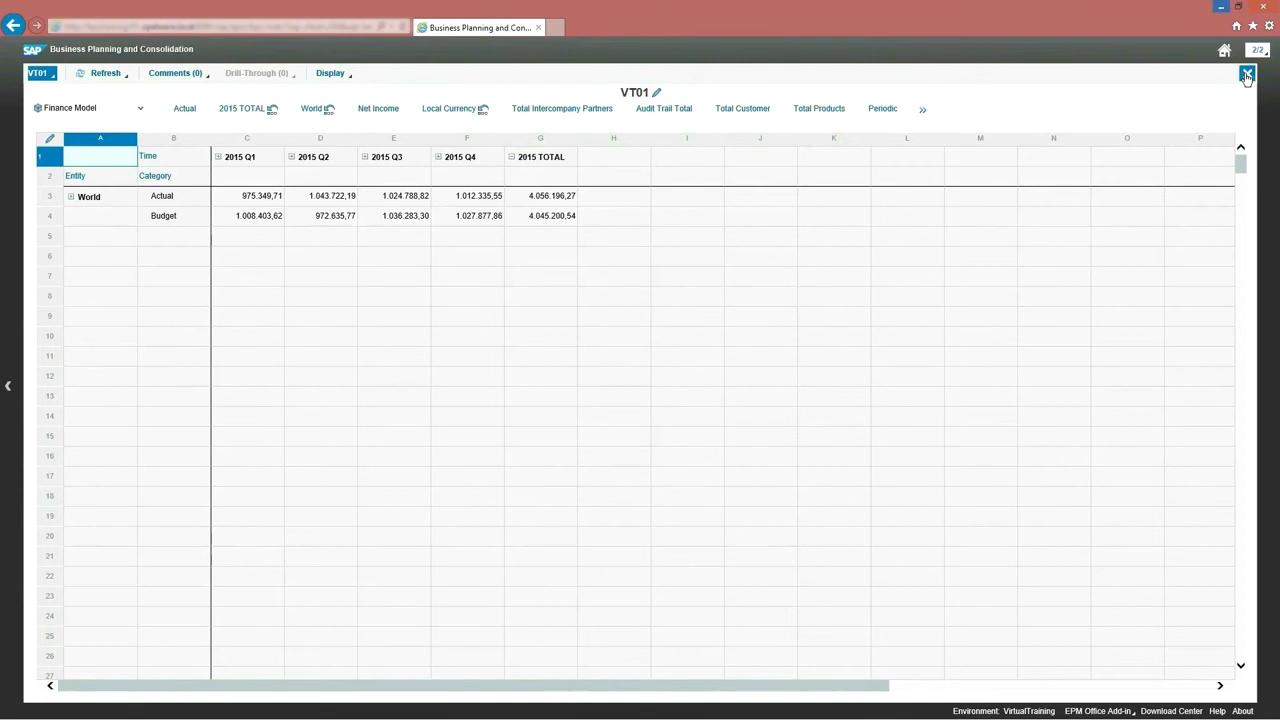 Business Planning and Con...
SAP Business Planning and Consolidation
2/2
VT01 Refresh Comments (0) Drill-Through (0) Display
VT01
Finance Model Actual 2015 TOTAL World Net Income Local Currency Total Intercompany Partners Audit Trail Total Total Customer Total Products Periodic »
A B C D E F G H I J K L M N O P
1 Time 2015 Q1 2015 Q2 2015 Q3 2015 Q4 2015 TOTAL
2 Entity Category
3 World Actual 975.349,71 1.043.722,19 1.024.788,82 1.012.335,55 4.056.196,27
4 Budget 1.008.403,62 972.635,77 1.036.283,30 1.027.877,86 4.045.200,54
5
6
7
8
9
10
11
12
13
14
15
16
17
18
19
20
21
22
23
24
25
26
27
Environment: VirtualTraining EPM Office Add-in Download Center Help About